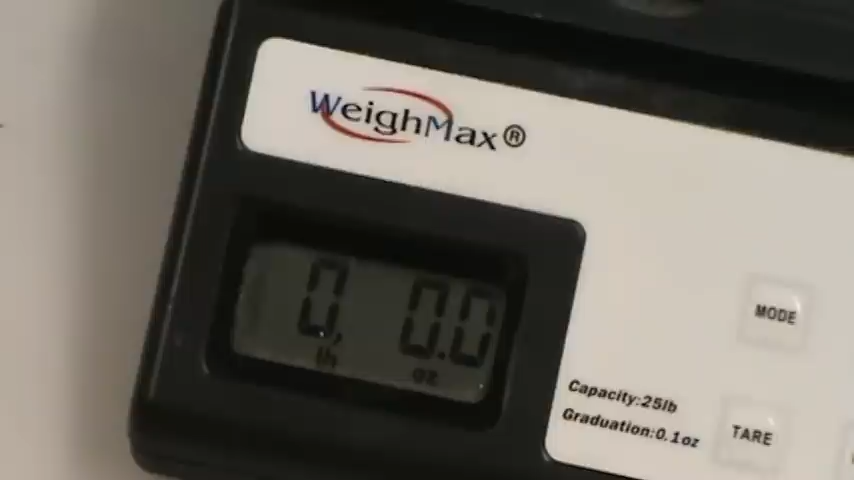 WeighMax®
0 0.0
lb oz
MODE
Capacity:25lb
Graduation:0.1oz
TARE